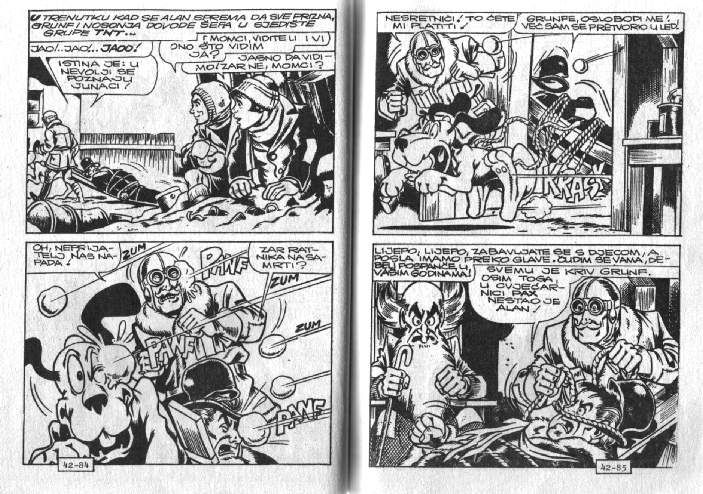 U TRENUTKU KAD SE ALAN SPREMA DA SVE PRIZNA,
GRUNF I NOSONJA DOVODE ŠEFA U SJEDIŠTE
GRUPE TNT...
JAO!..JAO!..JAOO!
ISTINA JE: U
NEVOLJI SE
POZNAJU
JUNACI!
MOMCI, VIDITE LI I VI
ONO ŠTO VIDIM
JA?
JASNO DA VIDI-
MO! ZAR NE, MOMCI?
OH, NEPRIJA-
TELJ NAS NA-
PADA!
ZAR RAT-
NIKA NA SA-
MRTI?
ZUM
PANF
ZUM
ZUM
PANF
PANF
42-84
NESRETNICI! TO ĆETE
MI PLATITI!
GRUNFE, OSLOBODI ME!
VEĆ SAM SE PRETVORIO U LED!
LIJEPO, LIJEPO, ZABAVLJATE SE S DJECOM, A
POSLA IMAMO PREKO GLAVE. ČUDIM SE VAMA, DE-
BELI POSPANČE U
VAŠIM GODINAMA!
SVEMU JE KRIV GRUNF.
OSIM TOGA,
U CVJEĆAR-
NICI PAX
NESTAO JE
ALAN!
42-85